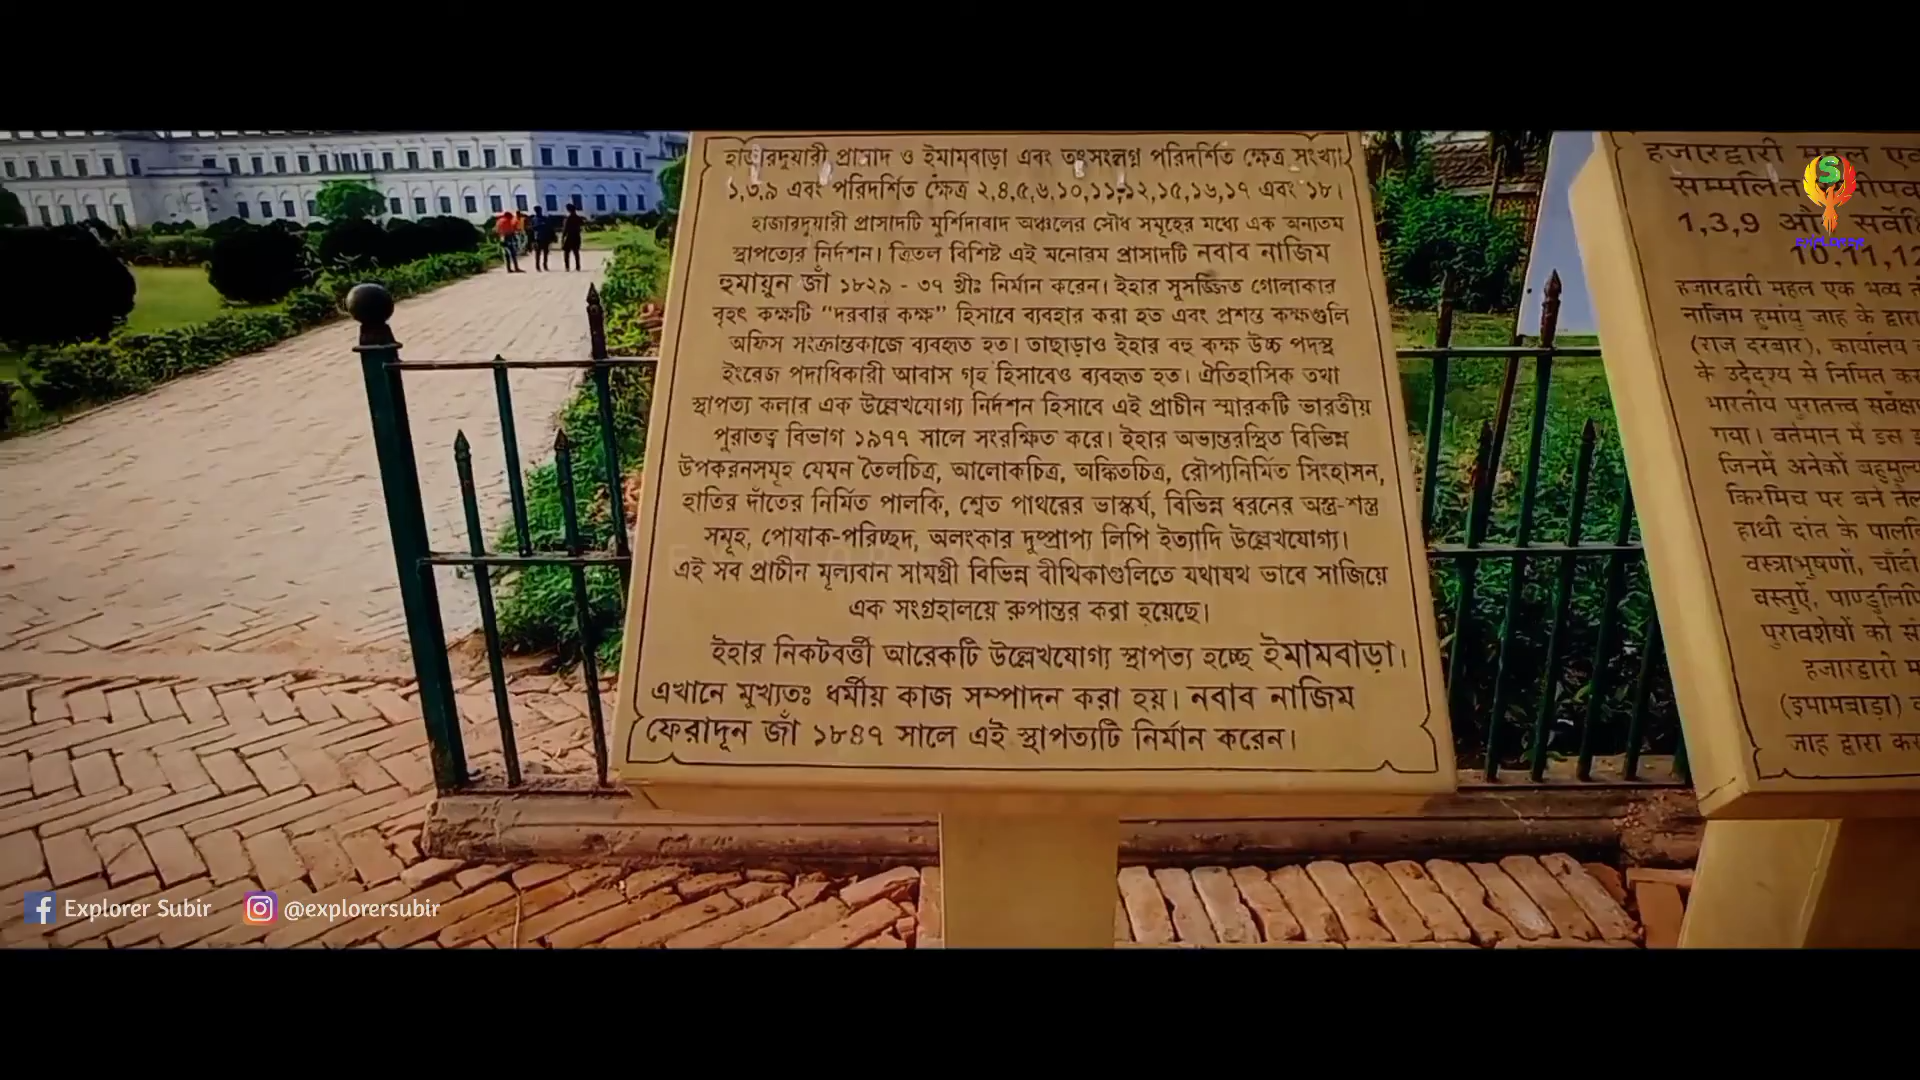 হাজারদুয়ারী প্রাসাদ ও ইমামবাড়া এবং তৎসংলগ্ন পরিদর্শিত ক্ষেত্র সংখ্যা
১,৩,৯ এবং পরিদর্শিত ক্ষেত্র ২,৪,৫,৬,১০,১১,১২,১৫,১৬,১৭ এবং ১৮।
হাজারদুয়ারী প্রাসাদটি মুর্শিদাবাদ অঞ্চলের সৌধ সমূহের মধ্যে এক অন্যতম
স্থাপত্যের নির্দশন। ত্রিতল বিশিষ্ট এই মনোরম প্রাসাদটি নবাব নাজিম
হুমায়ুন জাঁ ১৮২৯ - ৩৭ খ্রীঃ নির্মান করেন। ইহার সুসজ্জিত গোলাকার
বৃহৎ কক্ষটি “দরবার কক্ষ” হিসাবে ব্যবহার করা হত এবং প্রশস্ত কক্ষগুলি
অফিস সংক্রান্তকাজে ব্যবহৃত হত। তাছাড়াও ইহার বহু কক্ষ উচ্চ পদস্থ
ইংরেজ পদাধিকারী আবাস গৃহ হিসাবেও ব্যবহৃত হত। ঐতিহাসিক তথা
স্থাপত্য কলার এক উল্লেখযোগ্য নির্দশন হিসাবে এই প্রাচীন স্মারকটি ভারতীয়
পুরাতত্ব বিভাগ ১৯৭৭ সালে সংরক্ষিত করে। ইহার অভ্যন্তরস্থিত বিভিন্ন
উপকরনসমূহ যেমন তৈলচিত্র, আলোকচিত্র, অঙ্কিতচিত্র, রৌপ্যনির্মিত সিংহাসন,
হাতির দাঁতের নির্মিত পালকি, শ্বেত পাথরের ভাস্কর্য, বিভিন্ন ধরনের অস্ত্র-শস্ত্র
সমূহ, পোষাক-পরিচ্ছদ, অলংকার দুষ্প্রাপ্য লিপি ইত্যাদি উল্লেখযোগ্য।
এই সব প্রাচীন মূল্যবান সামগ্রী বিভিন্ন বীথিকাগুলিতে যথাযথ ভাবে সাজিয়ে
এক সংগ্রহালয়ে রুপান্তর করা হয়েছে।
ইহার নিকটবর্ত্তী আরেকটি উল্লেখযোগ্য স্থাপত্য হচ্ছে ইমামবাড়া।
এখানে মুখ্যতঃ ধর্মীয় কাজ সম্পাদন করা হয়। নবাব নাজিম
ফেরাদূন জাঁ ১৮৪৭ সালে এই স্থাপত্যটি নির্মান করেন।
हजारद्वारी महल
सम्मलित
1,3,9 और
10,11,12
हजारद्वारी महल एक भव्य
नाजिम हुमांयु जाह के द्वारा
(राज दरबार), कार्यालय
के उद्देश्य से निमित
भारतीय पुरातत्त्व
गया। वर्तमान में इस
जिनमें अनेकों
किरमिच पर बने
हाथी दांत के
वस्त्राभुषणों, चाँदी
वस्तुऐं,
पुरावशेषों को
हजारद्वारी
(इमामबाड़ा)
जाह द्वारा
S
EXPLORER
Explorer Subir
@explorersubir